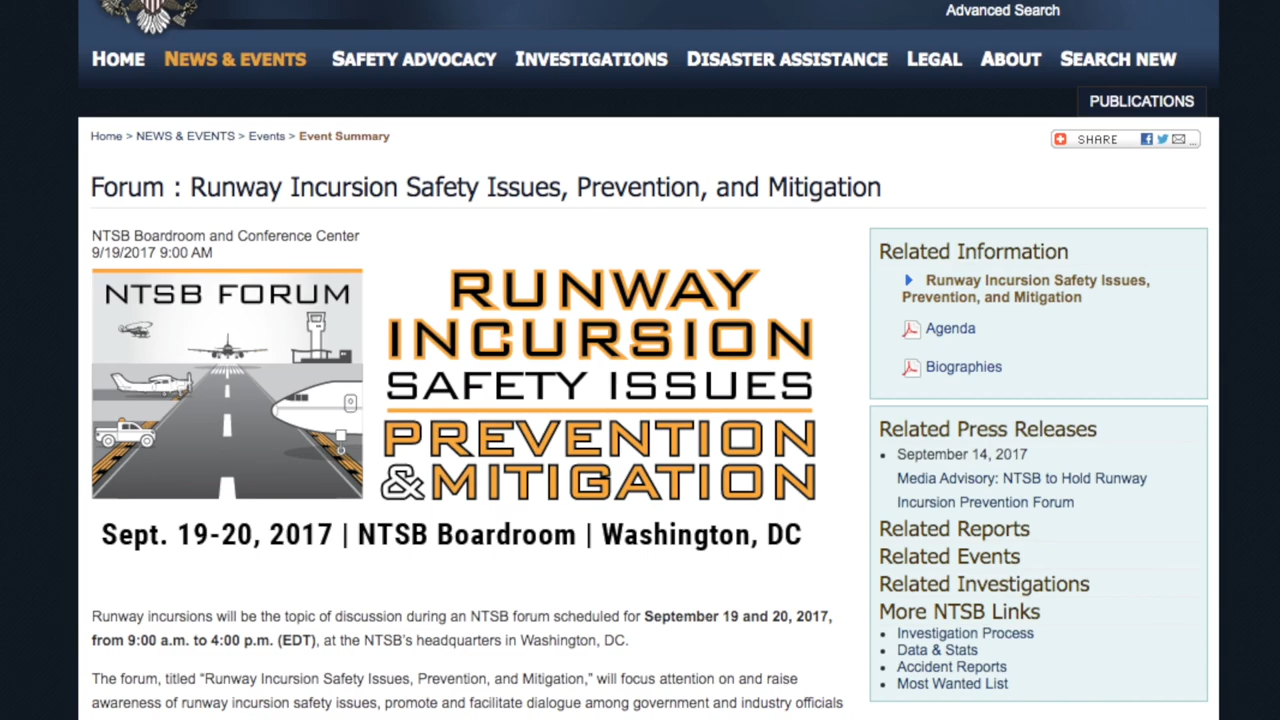 Advanced Search
HOME NEWS & EVENTS SAFETY ADVOCACY INVESTIGATIONS DISASTER ASSISTANCE LEGAL ABOUT SEARCH NEW
PUBLICATIONS
Home > NEWS & EVENTS > Events > Event Summary
SHARE ...
Forum : Runway Incursion Safety Issues, Prevention, and Mitigation
NTSB Boardroom and Conference Center
9/19/2017 9:00 AM
NTSB FORUM
RUNWAY
INCURSION
SAFETY ISSUES
PREVENTION
&MITIGATION
Sept. 19-20, 2017 | NTSB Boardroom | Washington, DC
Runway incursions will be the topic of discussion during an NTSB forum scheduled for September 19 and 20, 2017,
from 9:00 a.m. to 4:00 p.m. (EDT), at the NTSB's headquarters in Washington, DC.
The forum, titled “Runway Incursion Safety Issues, Prevention, and Mitigation,” will focus attention on and raise
awareness of runway incursion safety issues, promote and facilitate dialogue among government and industry officials
Related Information
Runway Incursion Safety Issues,
Prevention, and Mitigation
Agenda
Biographies
Related Press Releases
• September 14, 2017
Media Advisory: NTSB to Hold Runway
Incursion Prevention Forum
Related Reports
Related Events
Related Investigations
More NTSB Links
• Investigation Process
• Data & Stats
• Accident Reports
• Most Wanted List